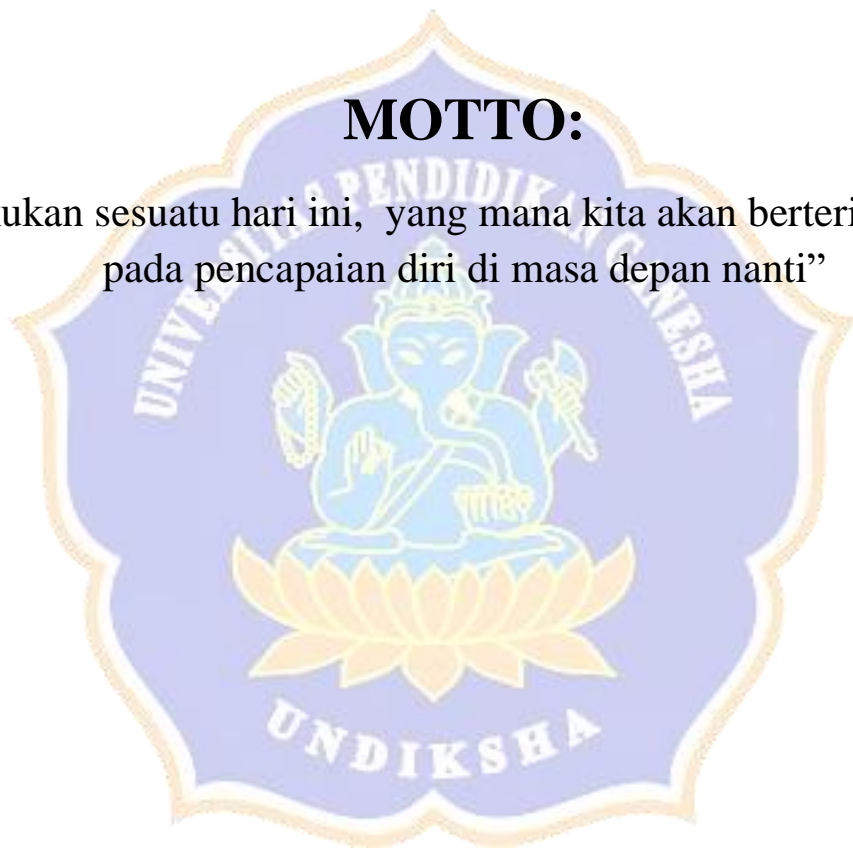 MOTTO:
ukan sesuatu hari ini,  yang mana kita akan berteri
pada pencapaian diri di masa depan nanti”
UNIVERSITAS PENDIDIKAN GANESHA
UNDIKSHA